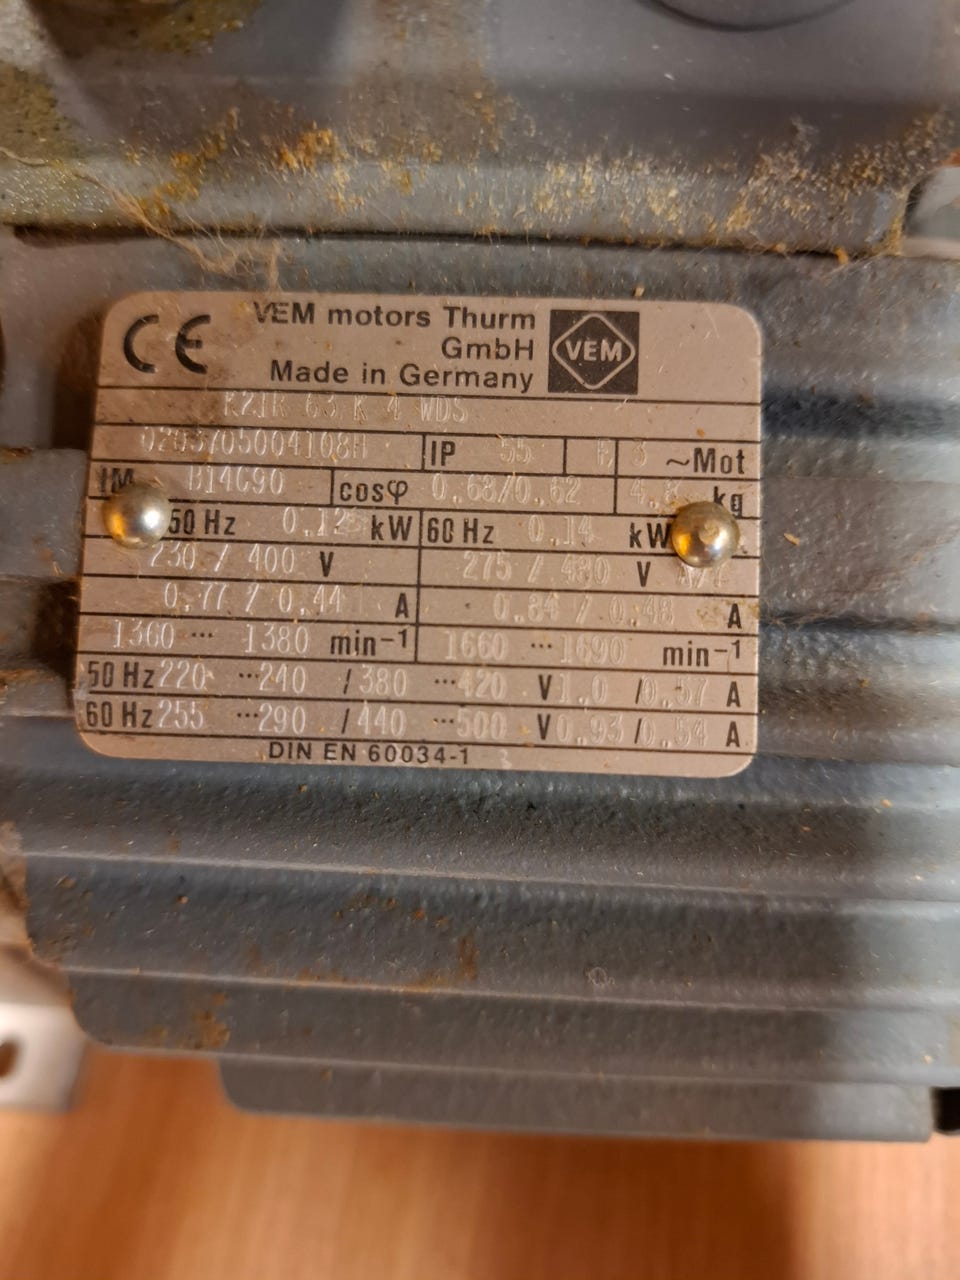 CE VEM motors Thurm VEM
GmbH
Made in Germany
K21R 63 K 4 WDS
0203705004108H IP 55 F 3 ~Mot
IM B14C90 cosφ 0.68/0.62 4.8 kg
50 Hz 0.12 kW 60 Hz 0.14 kW
230 / 400 V 275 / 480 V
0.77 / 0.44 A 0.84 / 0.48 A
1360 ... 1380 min-1 1660 ... 1690 min-1
50 Hz 220 ... 240 / 380 ... 420 V 1.0 / 0.57 A
60 Hz 255 ... 290 / 440 ... 500 V 0.93 / 0.54 A
DIN EN 60034-1